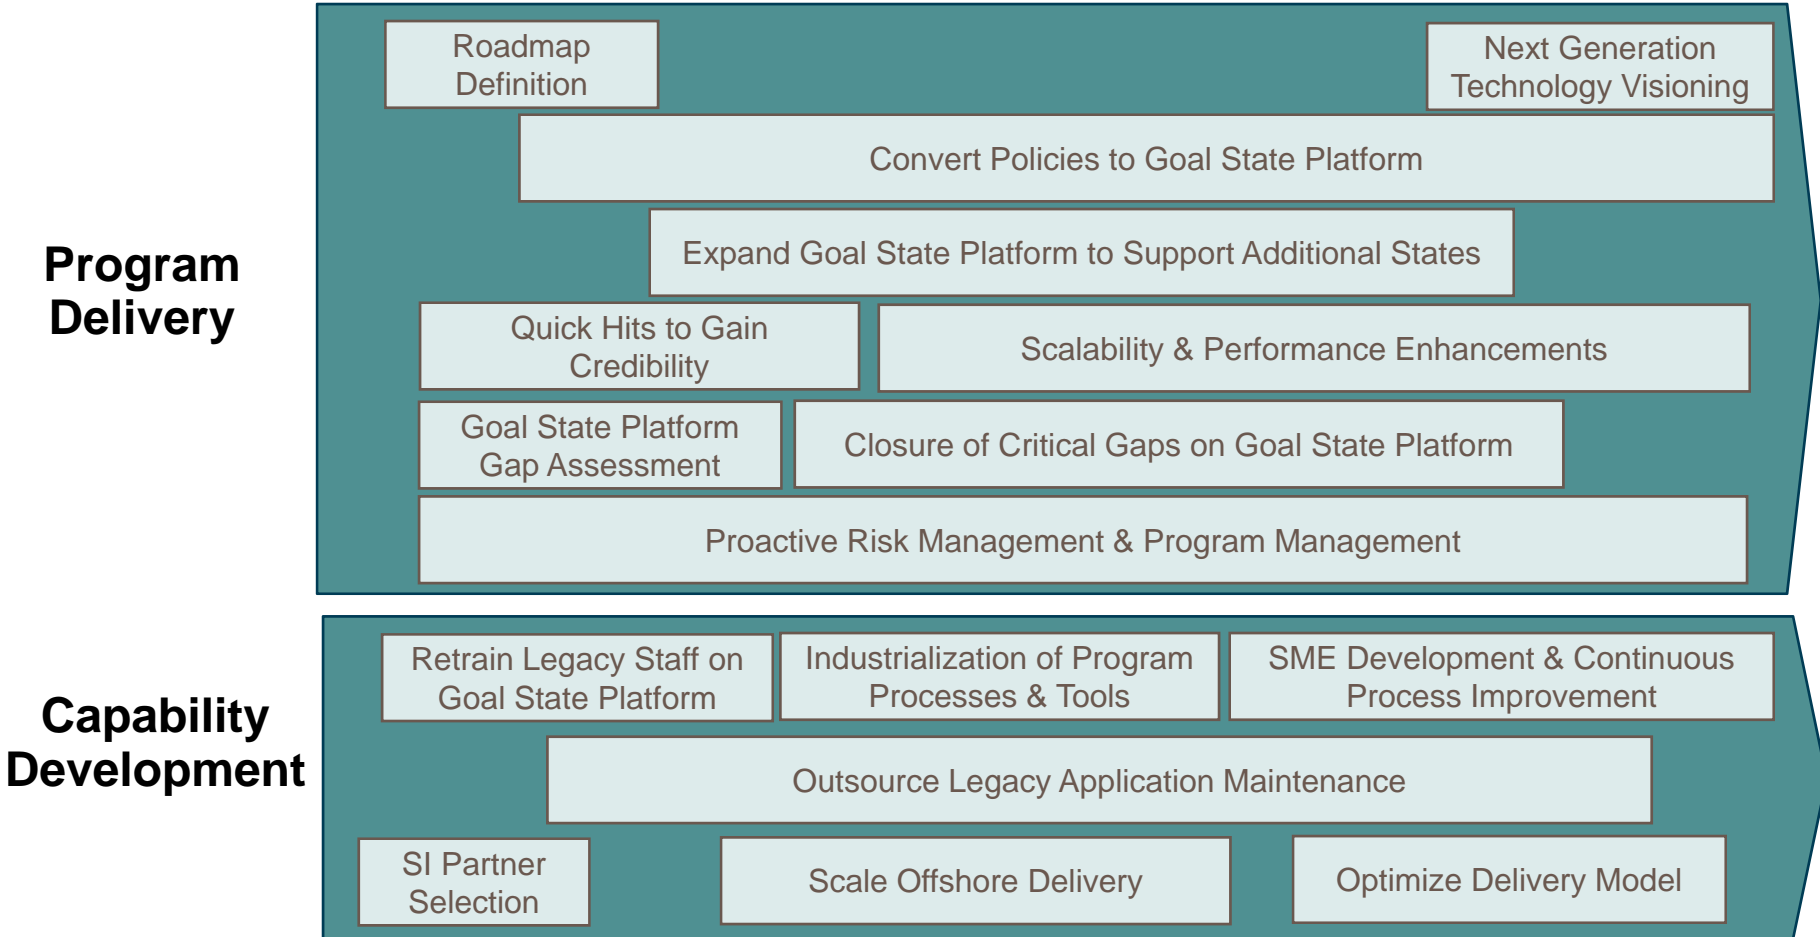 Program
Delivery
Roadmap
Definition
Next Generation
Technology Visioning
Convert Policies to Goal State Platform
Expand Goal State Platform to Support Additional States
Quick Hits to Gain
Credibility
Scalability & Performance Enhancements
Goal State Platform
Gap Assessment
Closure of Critical Gaps on Goal State Platform
Proactive Risk Management & Program Management
Capability
Development
Retrain Legacy Staff on
Goal State Platform
Industrialization of Program
Processes & Tools
SME Development & Continuous
Process Improvement
Outsource Legacy Application Maintenance
SI Partner
Selection
Scale Offshore Delivery
Optimize Delivery Model